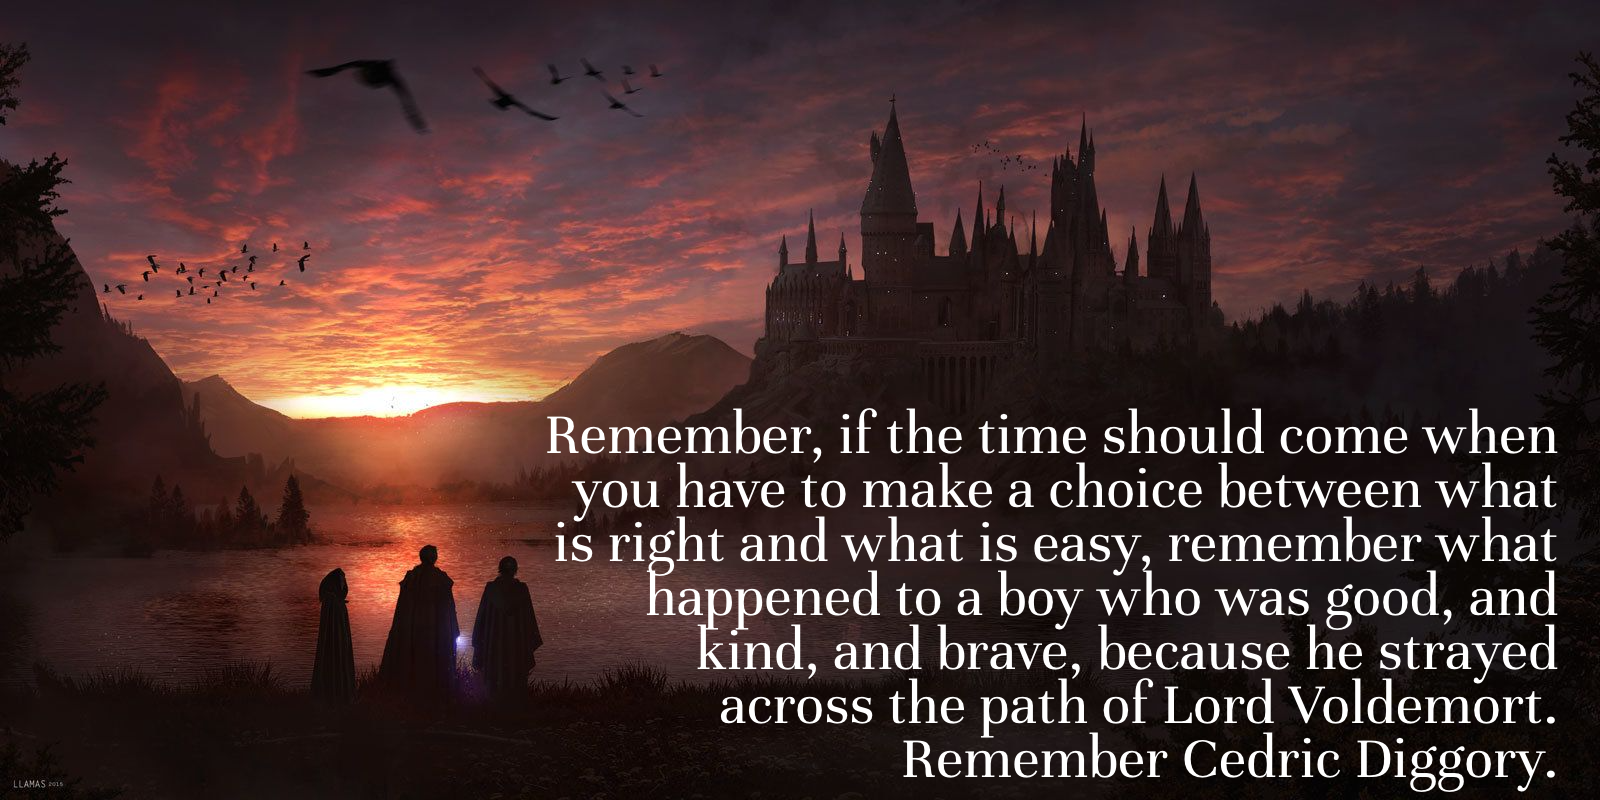 Remember, if the time should come when
you have to make a choice between what
is right and what is easy, remember what
happened to a boy who was good, and
kind, and brave, because he strayed
across the path of Lord Voldemort.
Remember Cedric Diggory.
LLAMAS 2016